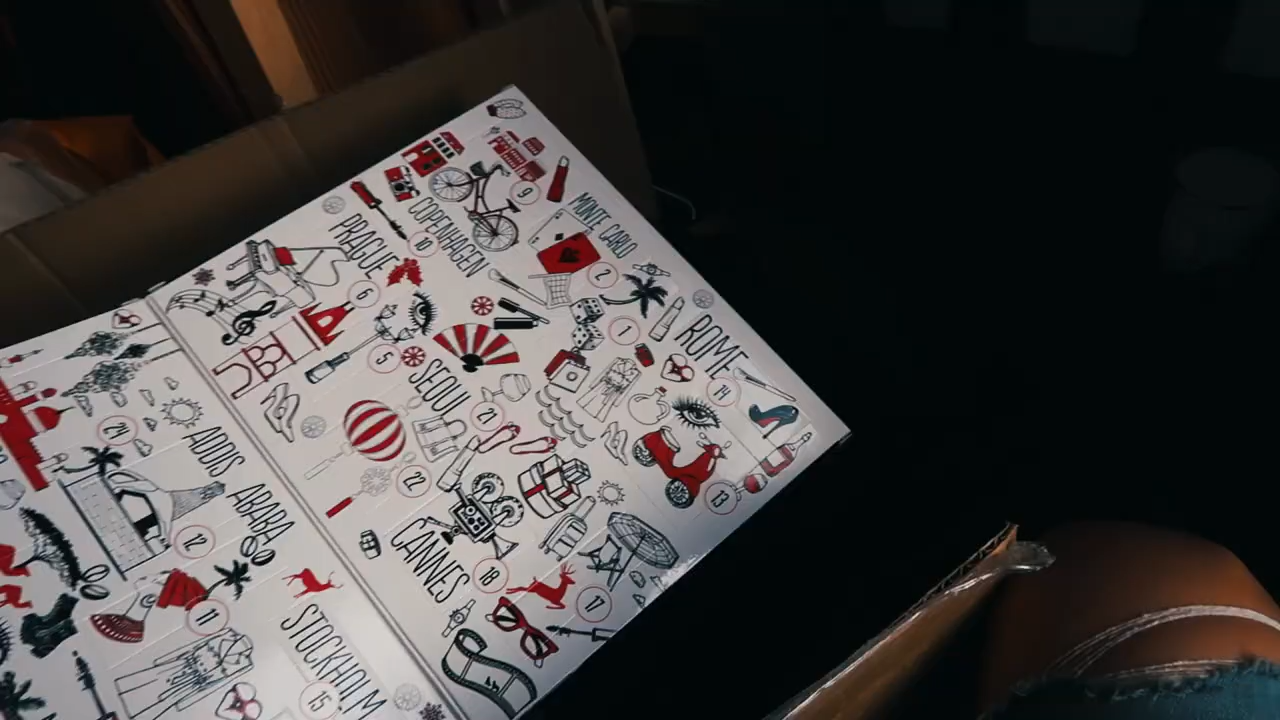 9
MONTE CARLO
COPENHAGEN
10
PRAGUE
2
6
1
ROME
5
14
SEOUL
21
24
ADDIS
ABABA
22
13
CANNES
12
18
17
11
STOCKHOLM
15